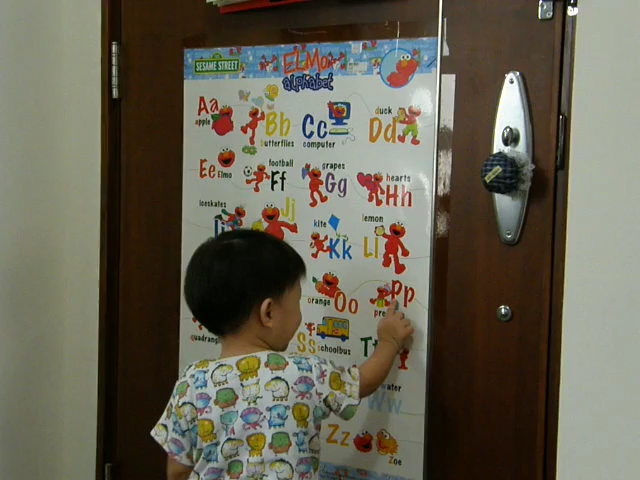 SESAME STREET
ELMO
alphabet
Aa
apple
Bb
butterflies
Cc
computer
duck
Dd
Ee
Elmo
football
Ff
grapes
Gg
hearts
Hh
iceskates
Jj
kite
Kk
lemon
Ll
orange
Oo
Pp
Ss
schoolbus
Ww
Zz
Zoe